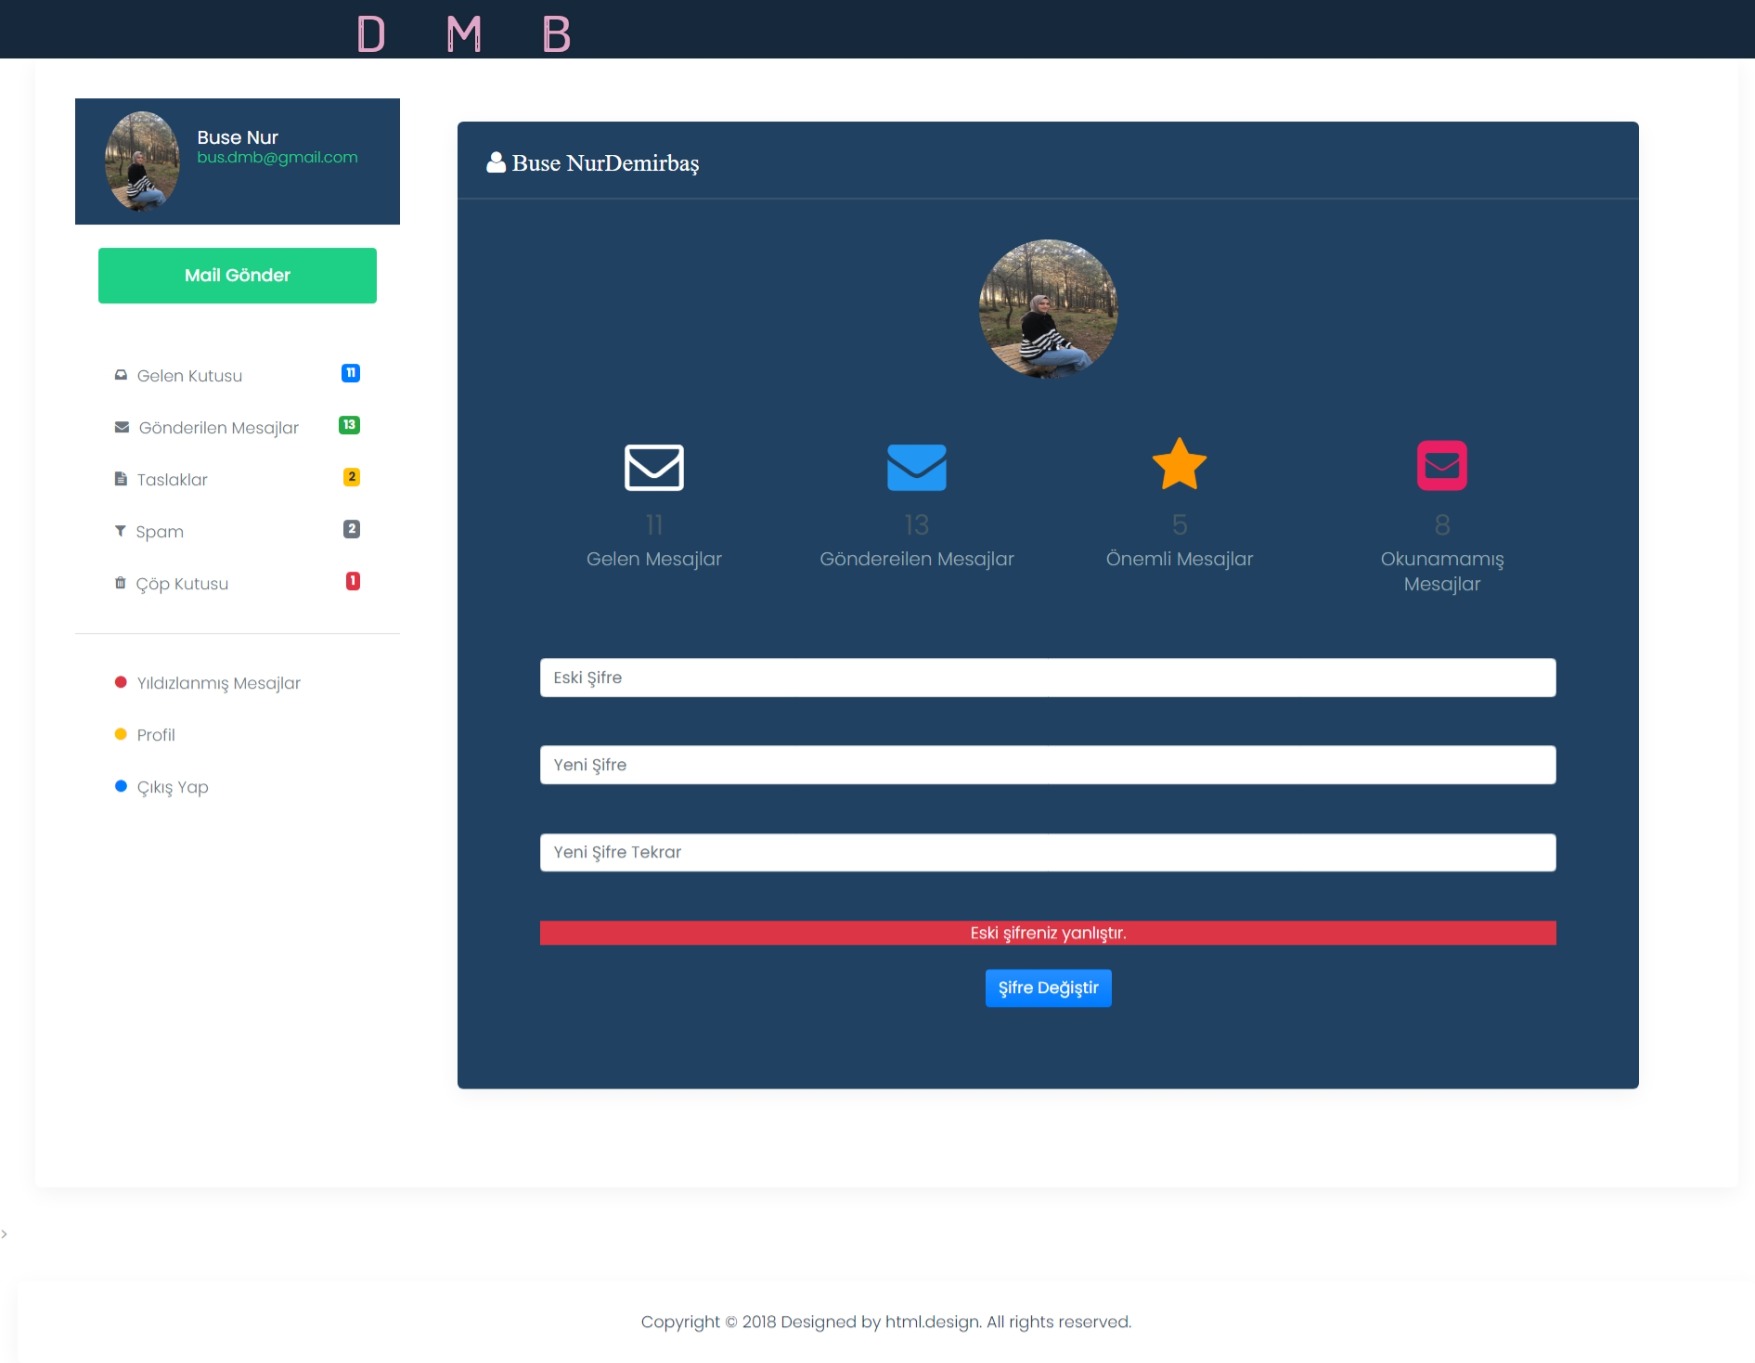 D M B
Buse Nur
bus.dmb@gmail.com
Mail Gönder
Gelen Kutusu 11
Gönderilen Mesajlar 13
Taslaklar 2
Spam 2
Çöp Kutusu 1
Yıldızlanmış Mesajlar
Profil
Çıkış Yap
Buse NurDemirbaş
11
Gelen Mesajlar
13
Göndereilen Mesajlar
5
Önemli Mesajlar
8
Okunamamış
Mesajlar
Eski Şifre
Yeni Şifre
Yeni Şifre Tekrar
Eski şifreniz yanlıştır.
Şifre Değiştir
>
Copyright © 2018 Designed by html.design. All rights reserved.